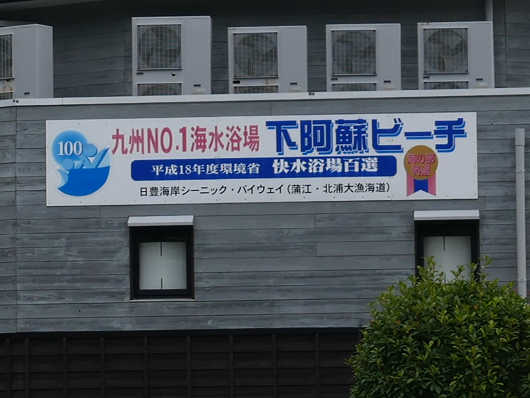 100
九州NO.1海水浴場 下阿蘇ビーチ
平成18年度環境省 快水浴場百選
日豊海岸シーニック・バイウェイ(蒲江・北浦大漁海道)